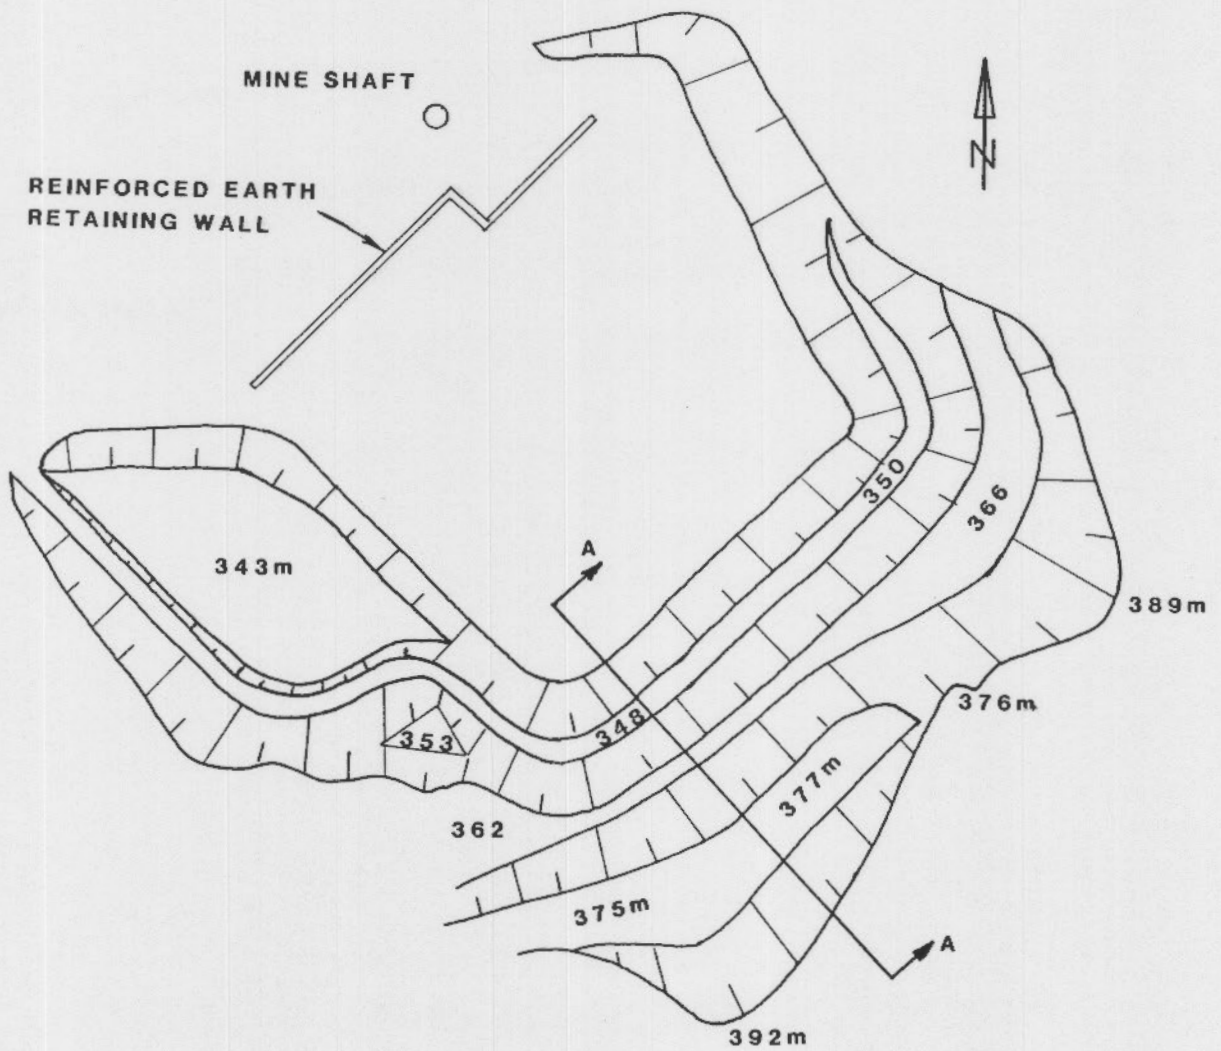 MINE SHAFT
N
REINFORCED EARTH
RETAINING WALL
350
366
A
343m
389m
376m
348
353
377m
362
375m
A
392m